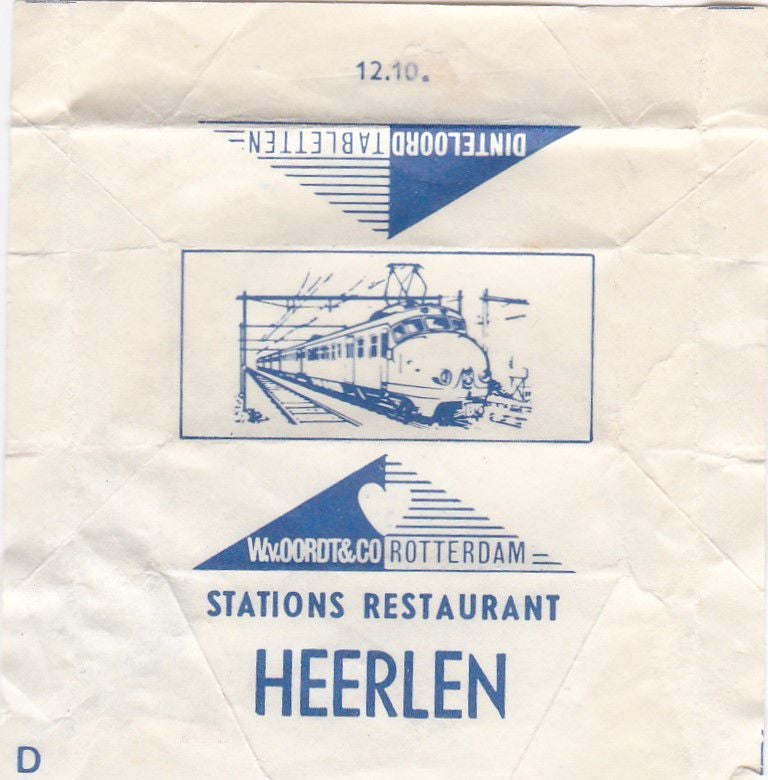 12.10.
DINTELOORD TABLETTEN
W.v.OORDT&CO ROTTERDAM
STATIONS RESTAURANT
HEERLEN
D